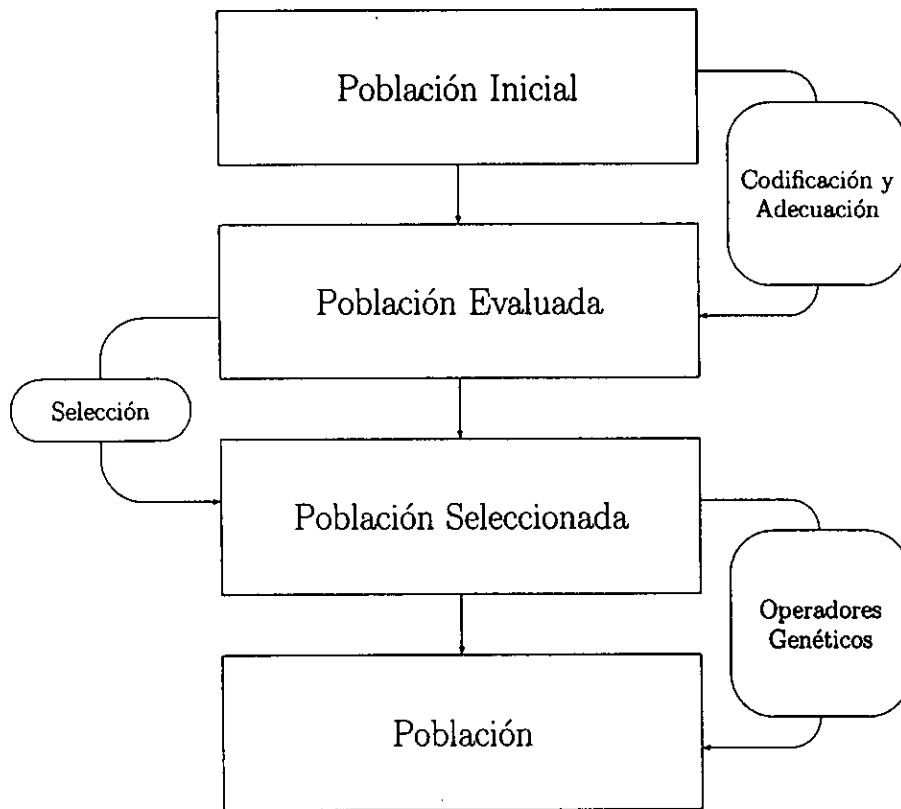 Población Inicial
Codificación y
Adecuación
Población Evaluada
Selección
Población Seleccionada
Operadores
Genéticos
Población